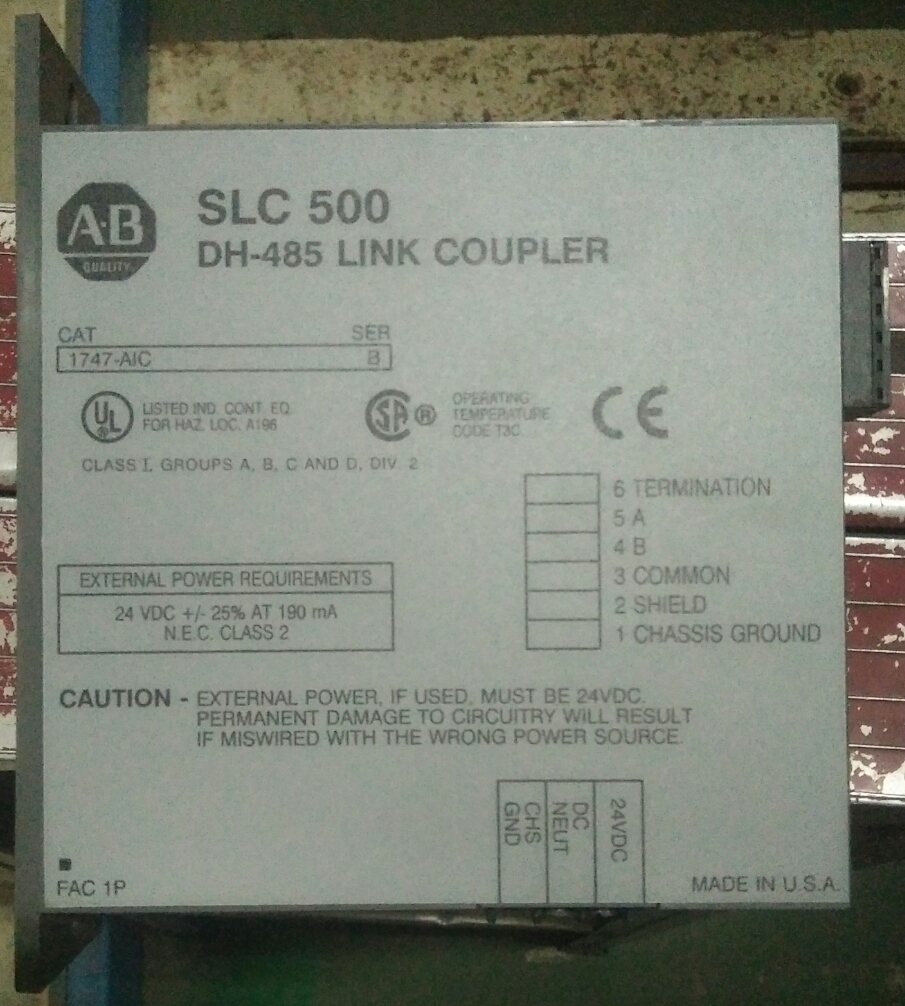 A·B
QUALITY
SLC 500
DH-485 LINK COUPLER
CAT SER
1747-AIC B
UL
®
LISTED IND. CONT. EQ.
FOR HAZ. LOC. A196
SA ®
OPERATING
TEMPERATURE
CODE T3C
CE
CLASS I, GROUPS A, B, C AND D, DIV. 2
6 TERMINATION
5 A
4 B
3 COMMON
2 SHIELD
1 CHASSIS GROUND
EXTERNAL POWER REQUIREMENTS
24 VDC +/- 25% AT 190 mA
N.E.C. CLASS 2
CAUTION - EXTERNAL POWER, IF USED, MUST BE 24VDC.
PERMANENT DAMAGE TO CIRCUITRY WILL RESULT
IF MISWIRED WITH THE WRONG POWER SOURCE.
CHS
GND
DC
NEUT
24VDC
FAC 1P
MADE IN U.S.A.